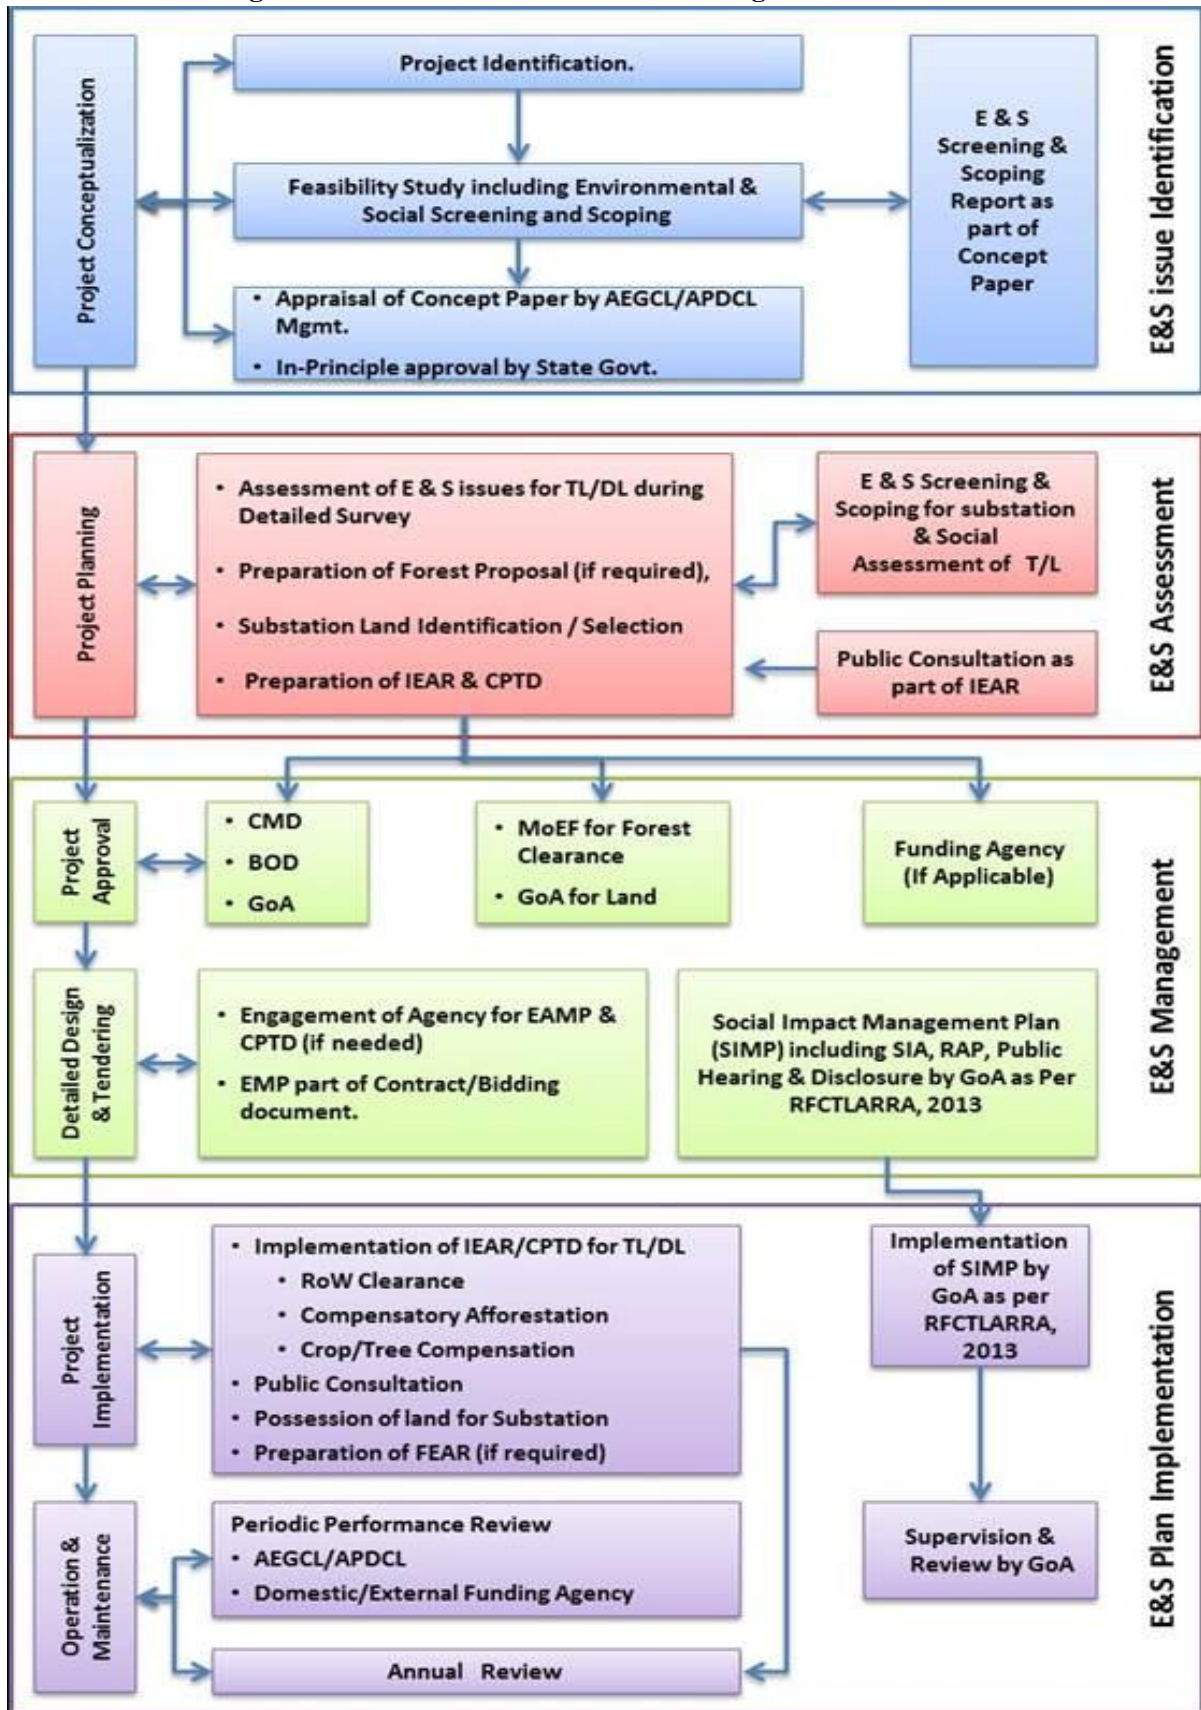 Project Conceptualization
Project Identification.
Feasibility Study including Environmental &
Social Screening and Scoping
• Appraisal of Concept Paper by AEGCL/APDCL
Mgmt.
• In-Principle approval by State Govt.
E & S
Screening &
Scoping
Report as
part of
Concept
Paper
E&S issue Identification
Project Planning
• Assessment of E & S issues for TL/DL during
Detailed Survey
• Preparation of Forest Proposal (if required),
• Substation Land Identification / Selection
• Preparation of IEAR & CPTD
E & S Screening &
Scoping for substation
& Social
Assessment of T/L
Public Consultation as
part of IEAR
E&S Assessment
Project
Approval
• CMD
• BOD
• GoA
• MoEF for Forest
Clearance
• GoA for Land
Funding Agency
(If Applicable)
Detailed Design
& Tendering
• Engagement of Agency for EAMP &
CPTD (if needed)
• EMP part of Contract/Bidding
document.
Social Impact Management Plan
(SIMP) including SIA, RAP, Public
Hearing & Disclosure by GoA as Per
RFCTLARRA, 2013
E&S Management
Project
Implementation
• Implementation of IEAR/CPTD for TL/DL
• RoW Clearance
• Compensatory Afforestation
• Crop/Tree Compensation
• Public Consultation
• Possession of land for Substation
• Preparation of FEAR (if required)
Implementation
of SIMP by
GoA as per
RFCTLARRA,
2013
Operation &
Maintenance
Periodic Performance Review
• AEGCL/APDCL
• Domestic/External Funding Agency
Annual Review
Supervision &
Review by GoA
E&S Plan Implementation